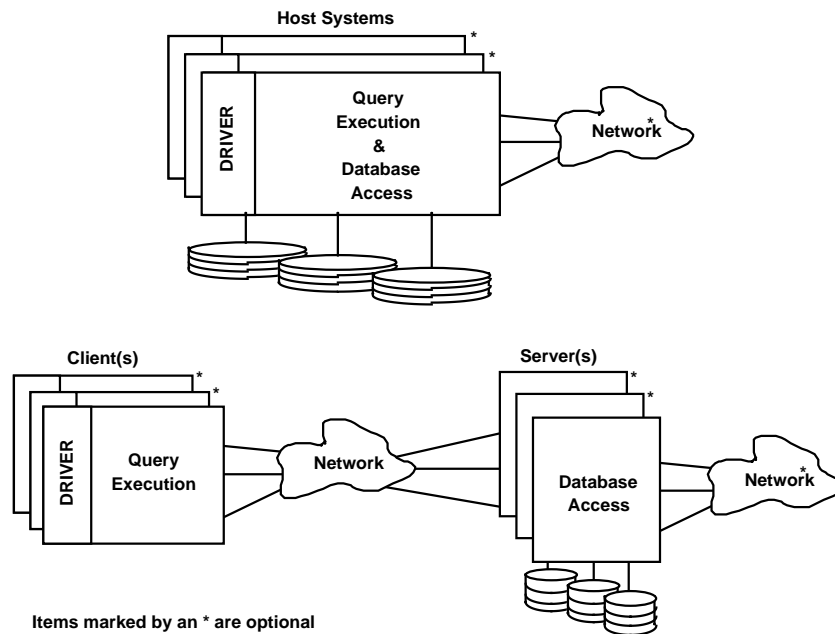 Host Systems
*
*
DRIVER
Query
Execution
&
Database
Access
Network*
Client(s)
*
*
DRIVER
Query
Execution
Network
Server(s)
*
*
Database
Access
Network*
Items marked by an * are optional